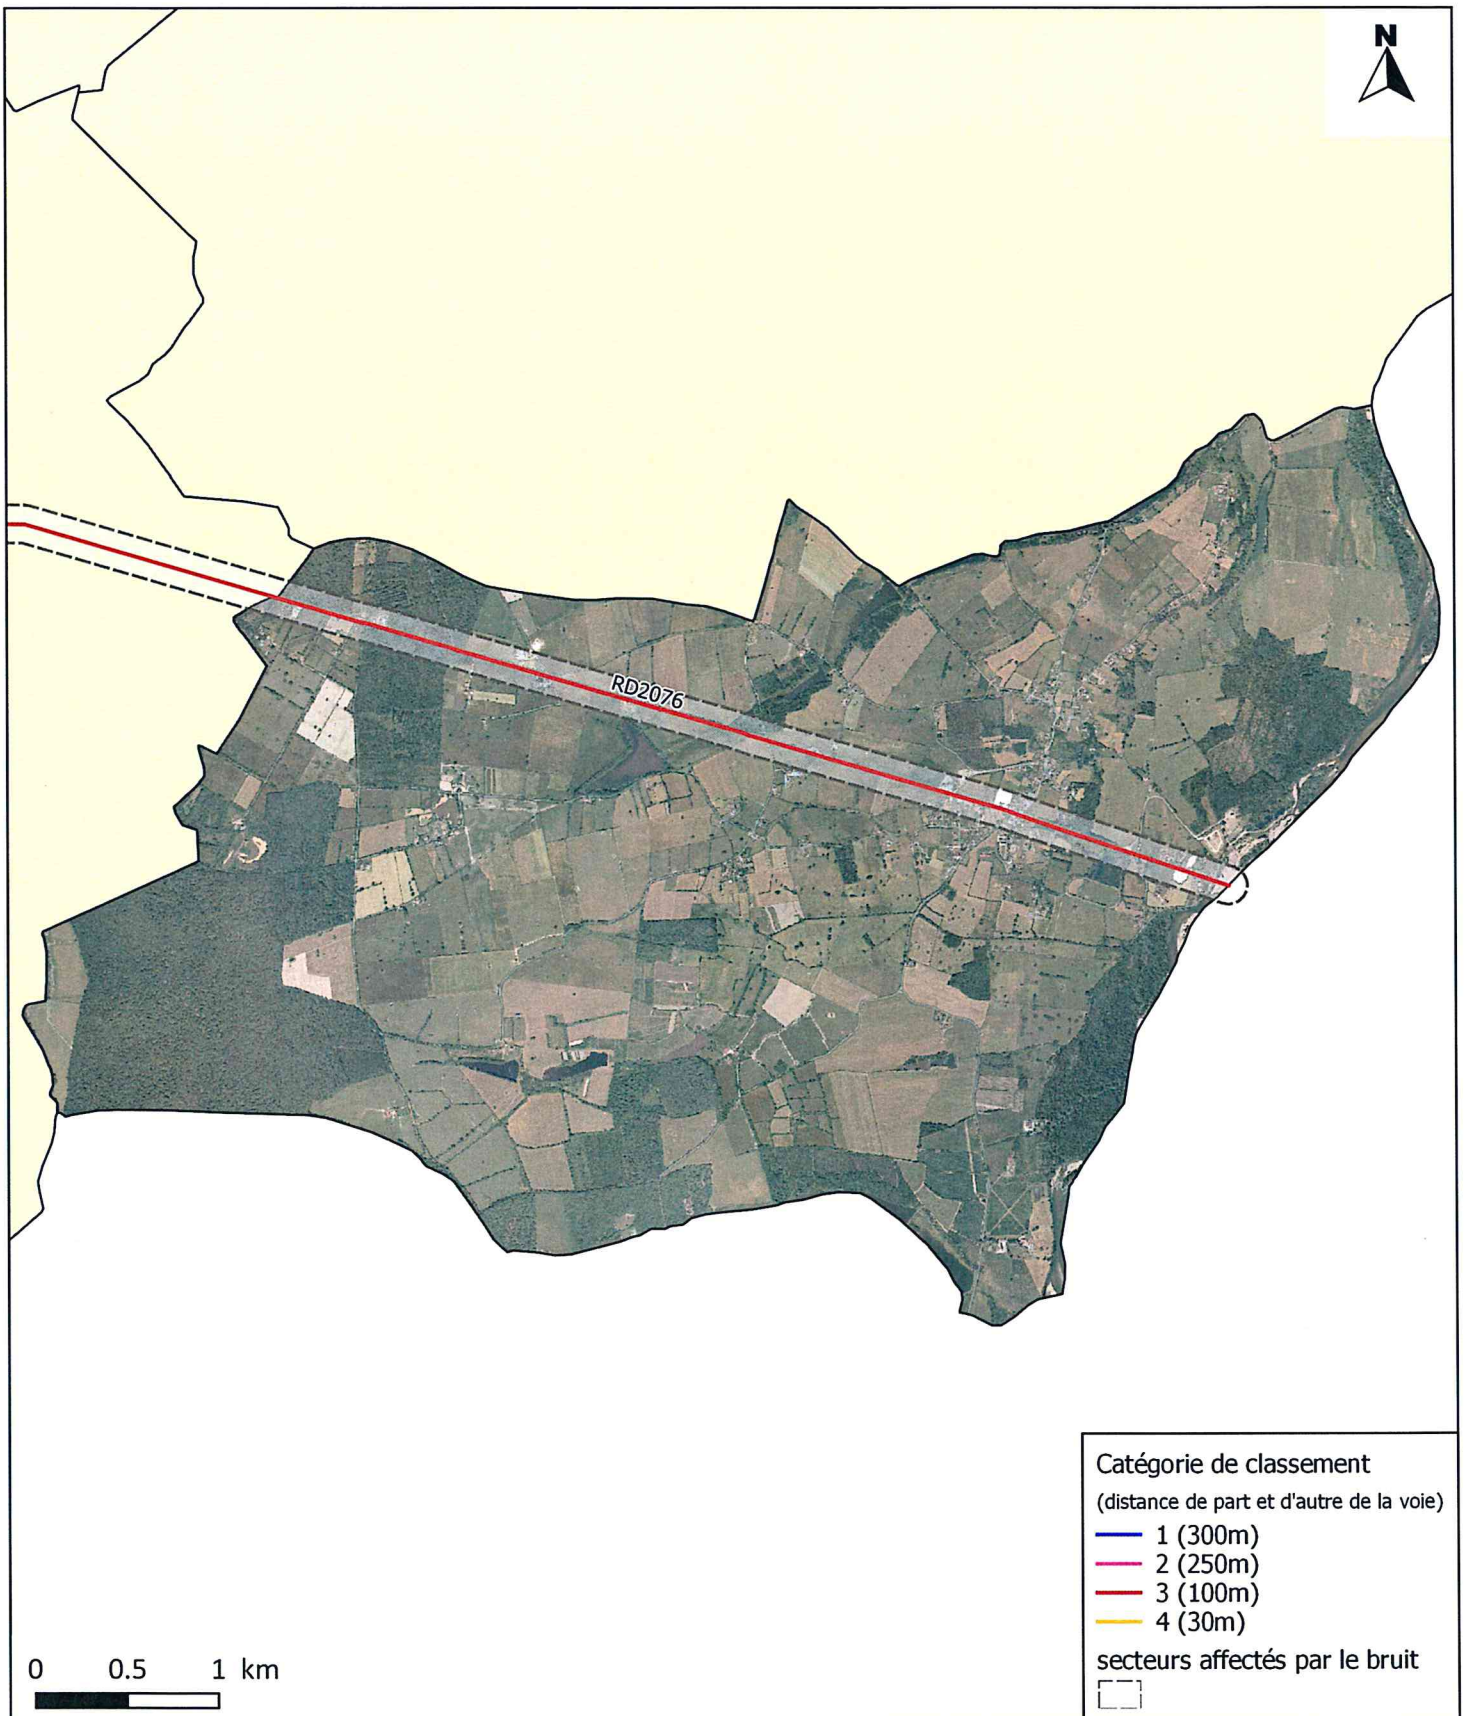 N
RD2076
Catégorie de classement
(distance de part et d'autre de la voie)
1 (300m)
2 (250m)
3 (100m)
4 (30m)
secteurs affectés par le bruit
0 0.5 1 km